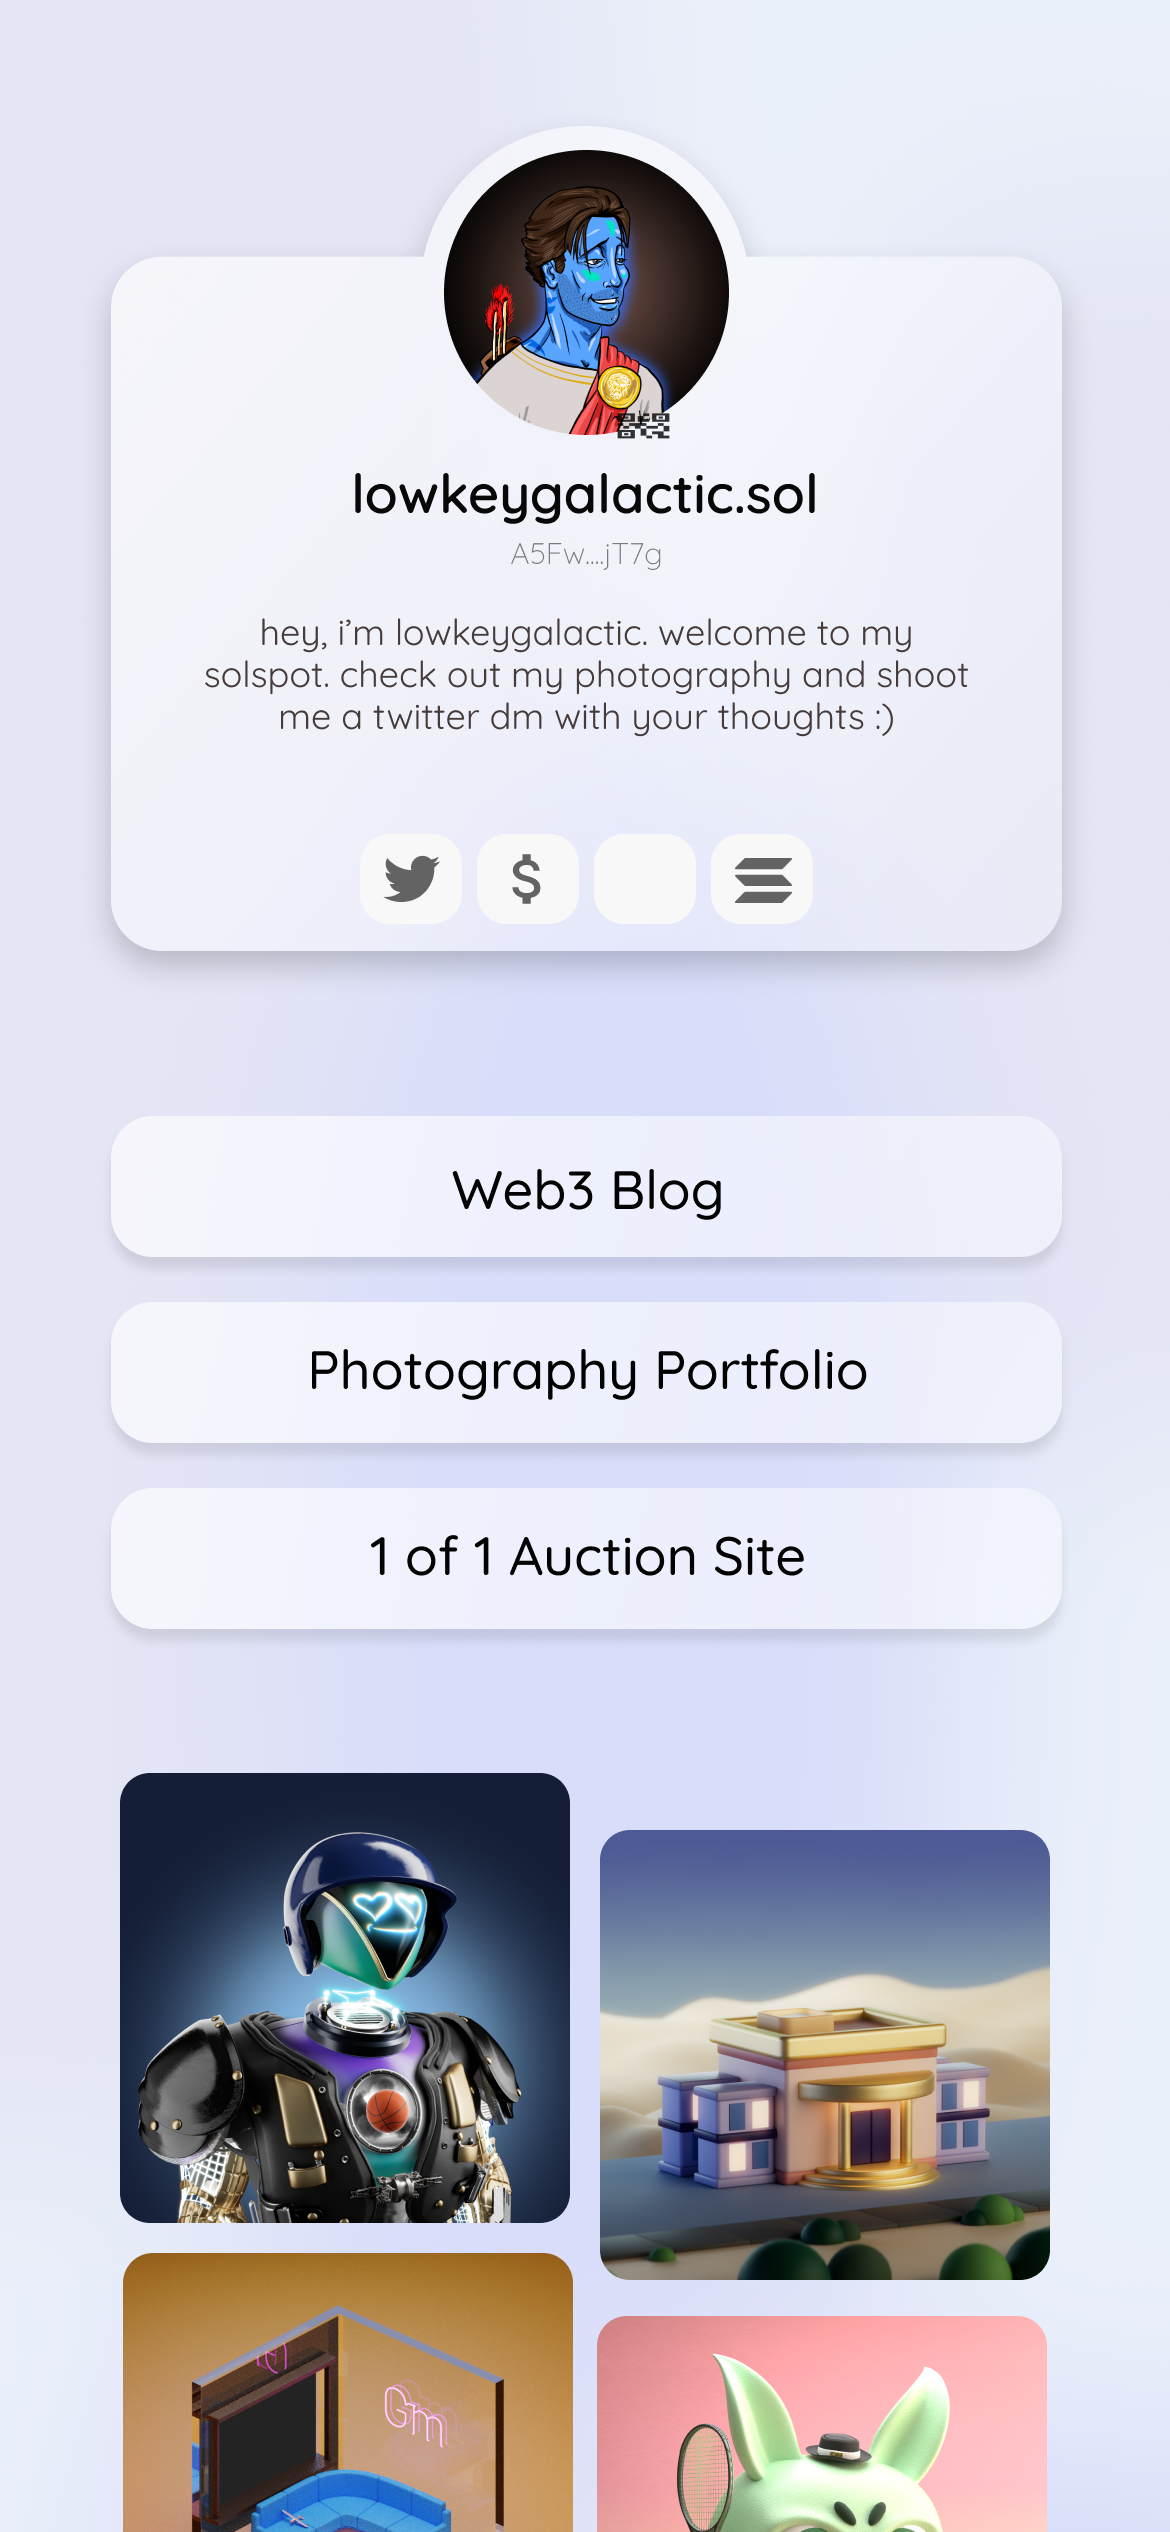 lowkeygalactic.sol
A5Fw....jT7g
hey, i’m lowkeygalactic. welcome to my
solspot. check out my photography and shoot
me a twitter dm with your thoughts :)
$
Web3 Blog
Photography Portfolio
1 of 1 Auction Site
Gm